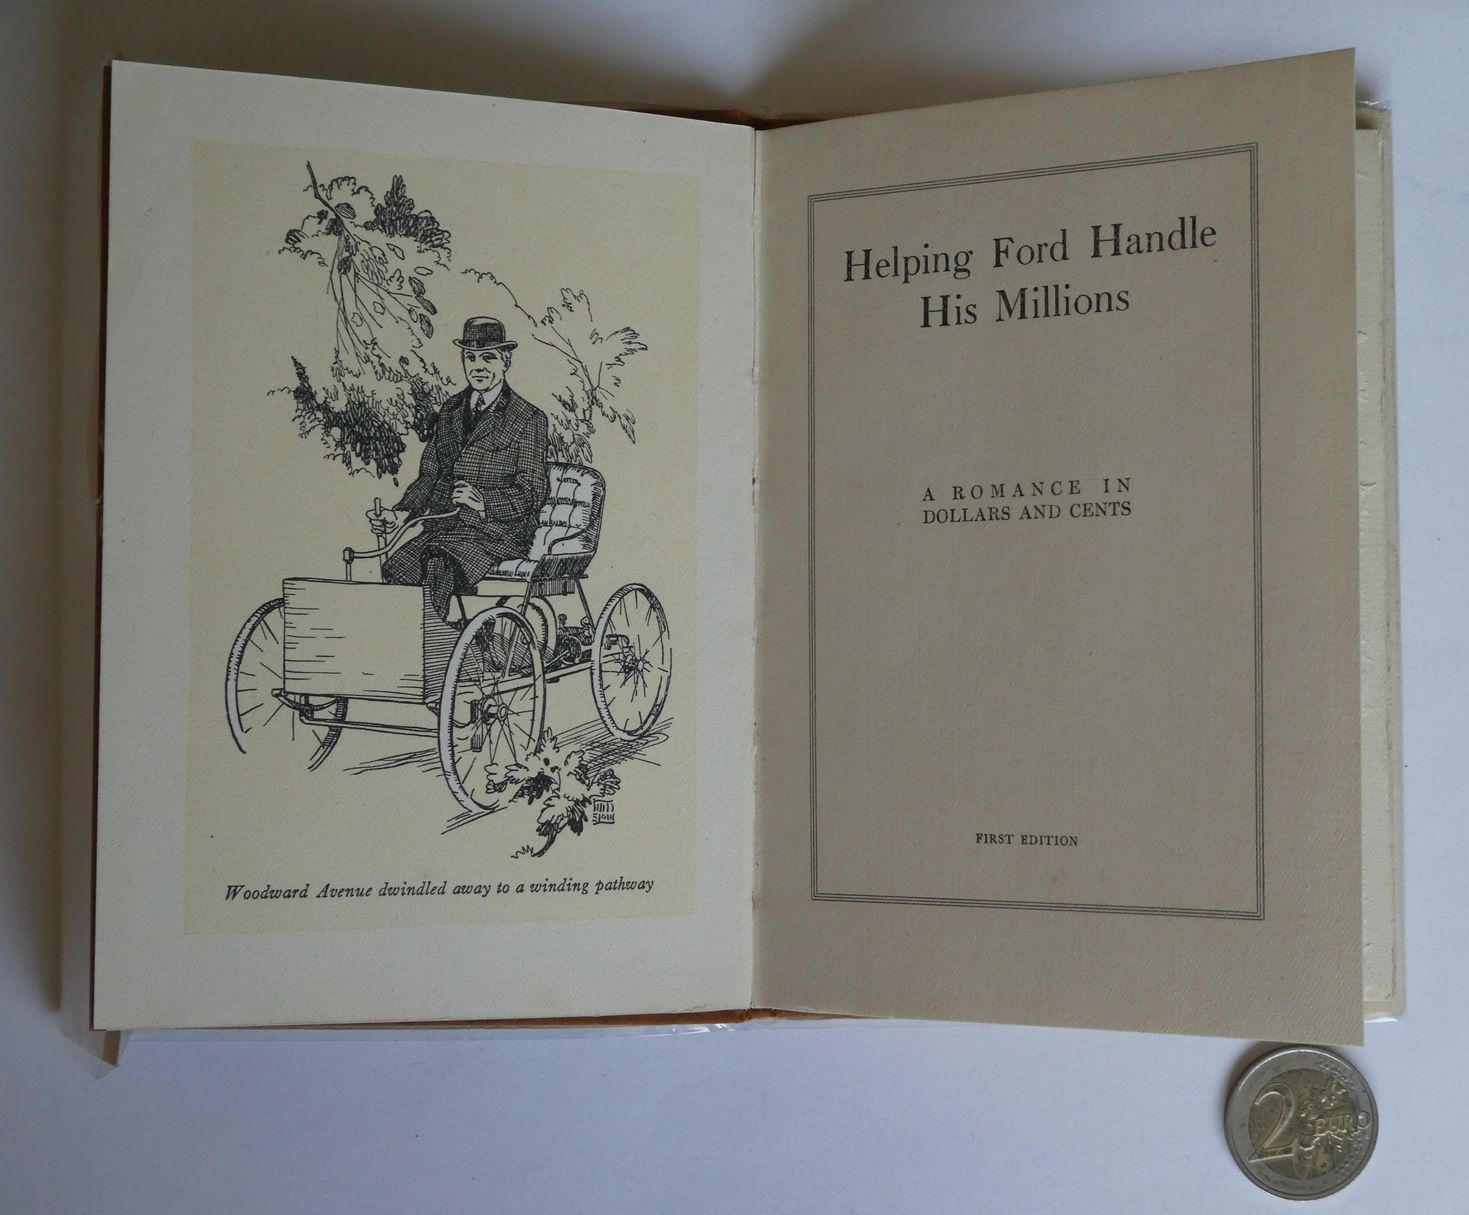 Woodward Avenue dwindled away to a winding pathway
Helping Ford Handle
His Millions
A ROMANCE IN
DOLLARS AND CENTS
FIRST EDITION
2 EURO